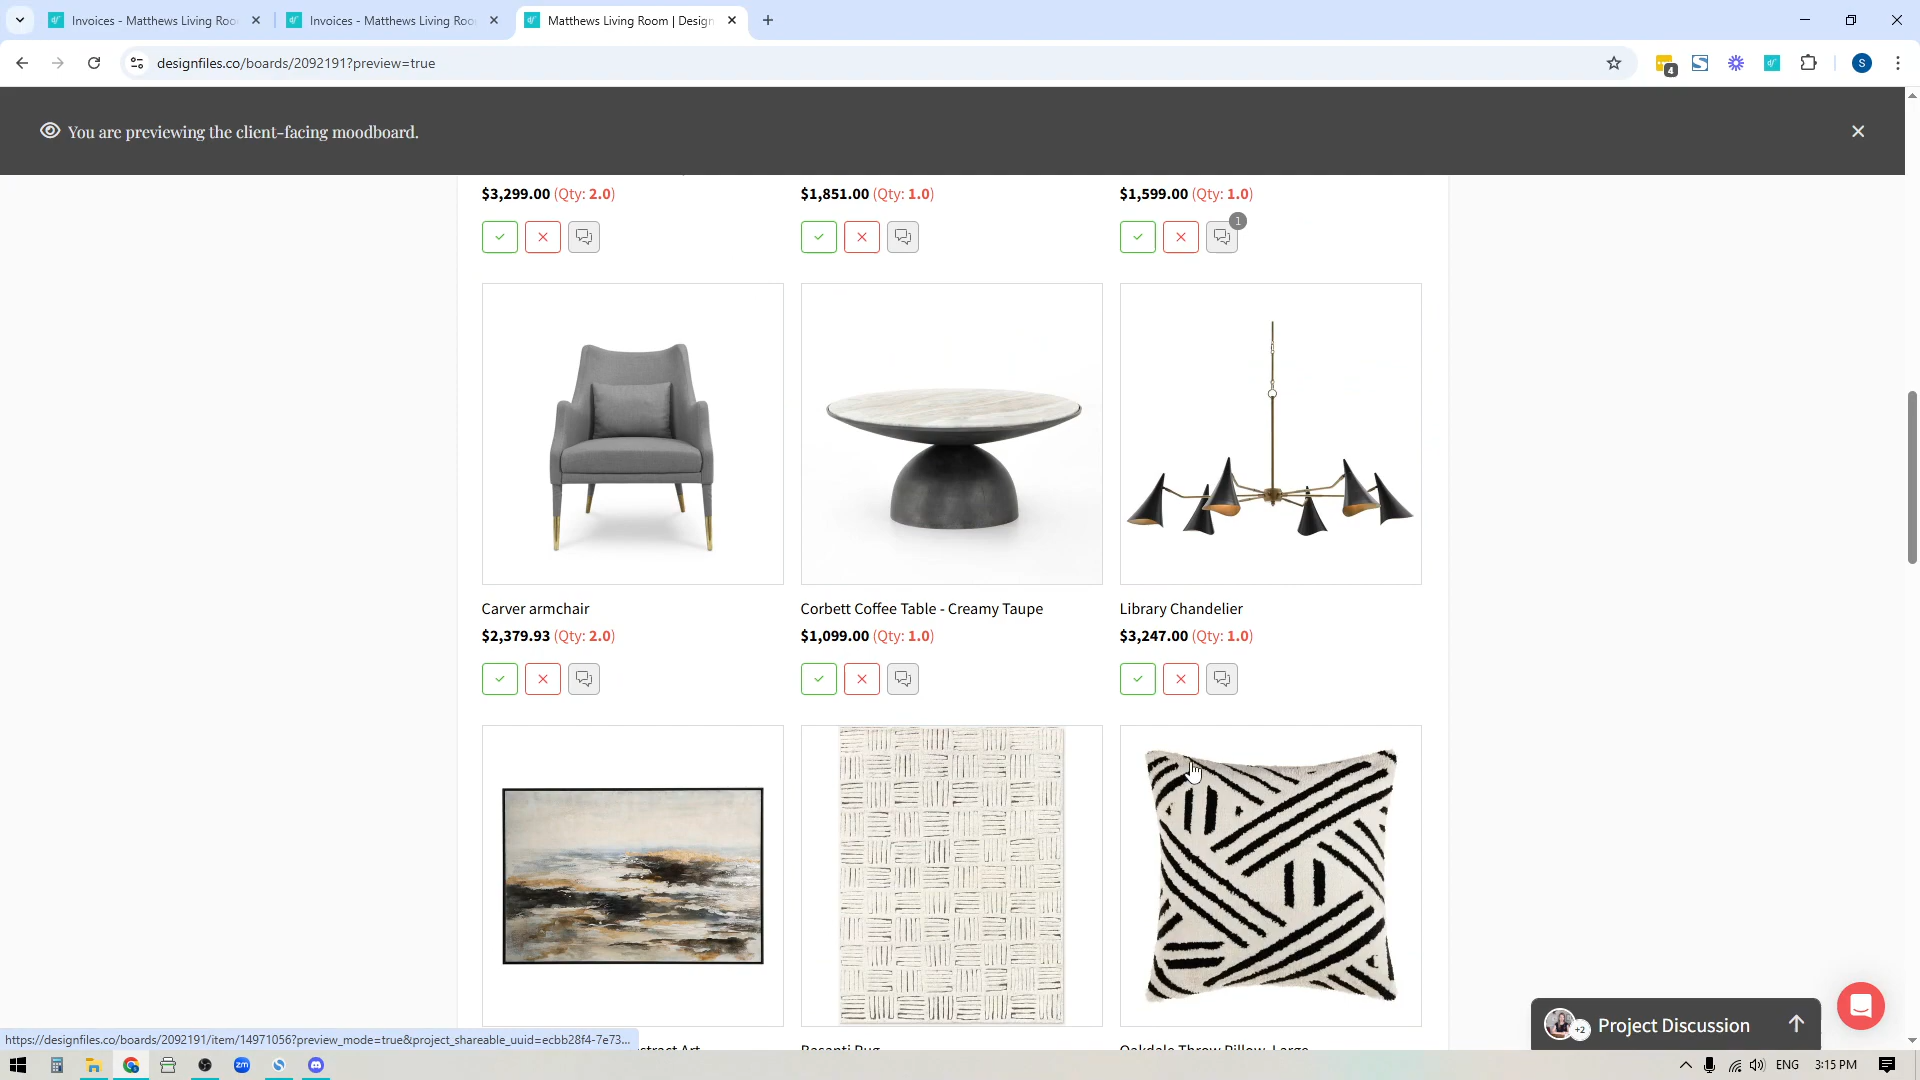 Invoices - Matthews Living Roo
Invoices - Matthews Living Roo
Matthews Living Room | Design
designfiles.co/boards/2092191?preview=true
4
S
You are previewing the client-facing moodboard.
$3,299.00 (Qty: 2.0)
$1,851.00 (Qty: 1.0)
$1,599.00 (Qty: 1.0)
1
Carver armchair
$2,379.93 (Qty: 2.0)
Corbett Coffee Table - Creamy Taupe
$1,099.00 (Qty: 1.0)
Library Chandelier
$3,247.00 (Qty: 1.0)
+2
Project Discussion
https://designfiles.co/boards/2092191/item/14971056?preview_mode=true&project_shareable_uuid=ecbb28f4-7e73...
zm
ENG
3:15 PM